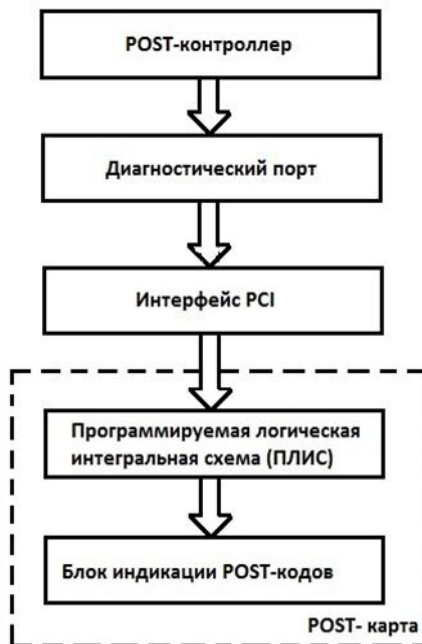 POST-контроллер
Диагностический порт
Интерфейс PCI
Программируемая логическая
интегральная схема (ПЛИС)
Блок индикации POST-кодов
POST- карта